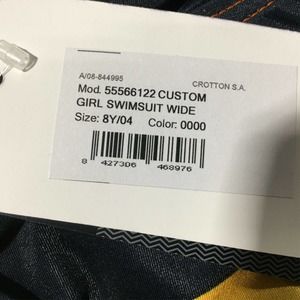 A/08-844995
CROTTON S.A.
Mod. 55566122 CUSTOM
GIRL SWIMSUIT WIDE
Size: 8Y/04 Color: 0000
8 427306 468976